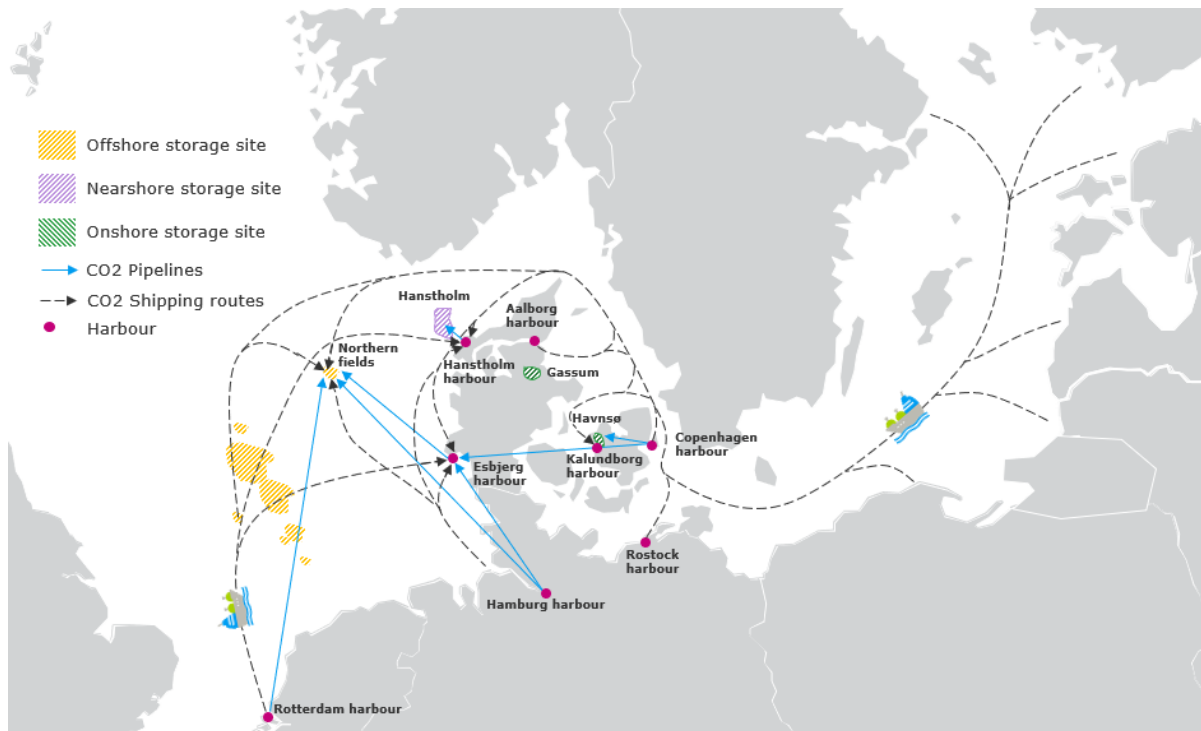 Offshore storage site
Nearshore storage site
Onshore storage site
CO2 Pipelines
CO2 Shipping routes
Harbour
Hanstholm
Aalborg
harbour
Northern
fields
Hanstholm
harbour
Gassum
Havnsø
Copenhagen
harbour
Kalundborg
harbour
Esbjerg
harbour
Rostock
harbour
Hamburg harbour
Rotterdam harbour